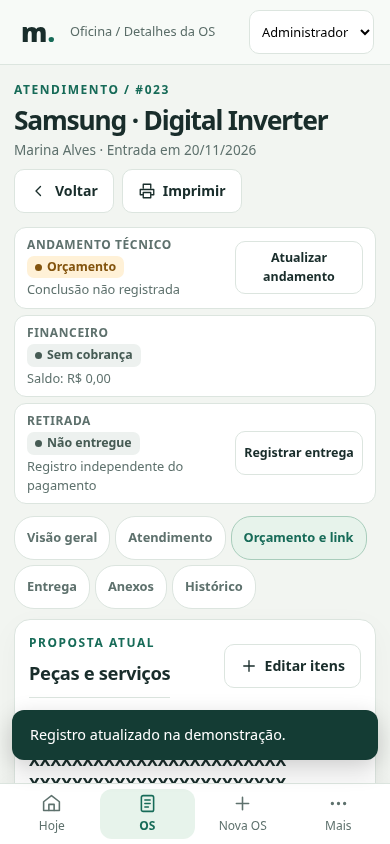 m.
Oficina / Detalhes da OS
Administrador
ATENDIMENTO / #023
Samsung · Digital Inverter
Marina Alves · Entrada em 20/11/2026
Voltar
Imprimir
ANDAMENTO TÉCNICO
Orçamento
Conclusão não registrada
Atualizar
andamento
FINANCEIRO
Sem cobrança
Saldo: R$ 0,00
RETIRADA
Não entregue
Registro independente do
pagamento
Registrar entrega
Visão geral
Atendimento
Orçamento e link
Entrega
Anexos
Histórico
PROPOSTA ATUAL
Peças e serviços
Editar itens
Registro atualizado na demonstração.
Hoje
OS
Nova OS
Mais